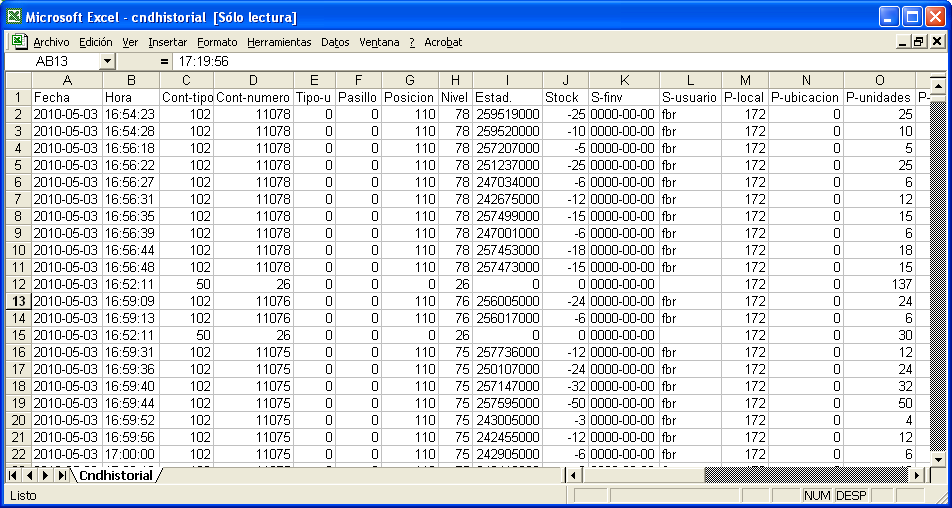 Microsoft Excel - cndhistorial [Sólo lectura]
Archivo Edición Ver Insertar Formato Herramientas Datos Ventana ? Acrobat
AB13 = 17:19:56
A B C D E F G H I J K L M N O
1 Fecha Hora Cont-tipo Cont-numero Tipo-u Pasillo Posicion Nivel Estad. Stock S-finv S-usuario P-local P-ubicacion P-unidades P-
2 2010-05-03 16:54:23 102 11078 0 0 110 78 259519000 -25 0000-00-00 fbr 172 0 25
3 2010-05-03 16:54:28 102 11078 0 0 110 78 259520000 -10 0000-00-00 fbr 172 0 10
4 2010-05-03 16:56:18 102 11078 0 0 110 78 257207000 -5 0000-00-00 fbr 172 0 5
5 2010-05-03 16:56:22 102 11078 0 0 110 78 251237000 -25 0000-00-00 fbr 172 0 25
6 2010-05-03 16:56:27 102 11078 0 0 110 78 247034000 -6 0000-00-00 fbr 172 0 6
7 2010-05-03 16:56:31 102 11078 0 0 110 78 242675000 -12 0000-00-00 fbr 172 0 12
8 2010-05-03 16:56:35 102 11078 0 0 110 78 257499000 -15 0000-00-00 fbr 172 0 15
9 2010-05-03 16:56:39 102 11078 0 0 110 78 247001000 -6 0000-00-00 fbr 172 0 6
10 2010-05-03 16:56:44 102 11078 0 0 110 78 257453000 -18 0000-00-00 fbr 172 0 18
11 2010-05-03 16:56:48 102 11078 0 0 110 78 257473000 -15 0000-00-00 fbr 172 0 15
12 2010-05-03 16:52:11 50 26 0 0 0 26 0 0 0000-00-00 172 0 137
13 2010-05-03 16:59:09 102 11076 0 0 110 76 256005000 -24 0000-00-00 fbr 172 0 24
14 2010-05-03 16:59:13 102 11076 0 0 110 76 256017000 -6 0000-00-00 fbr 172 0 6
15 2010-05-03 16:52:11 50 26 0 0 0 26 0 0 0000-00-00 172 0 30
16 2010-05-03 16:59:31 102 11075 0 0 110 75 257736000 -12 0000-00-00 fbr 172 0 12
17 2010-05-03 16:59:36 102 11075 0 0 110 75 250107000 -24 0000-00-00 fbr 172 0 24
18 2010-05-03 16:59:40 102 11075 0 0 110 75 257147000 -32 0000-00-00 fbr 172 0 32
19 2010-05-03 16:59:44 102 11075 0 0 110 75 257595000 -50 0000-00-00 fbr 172 0 50
20 2010-05-03 16:59:52 102 11075 0 0 110 75 243005000 -3 0000-00-00 fbr 172 0 4
21 2010-05-03 16:59:56 102 11075 0 0 110 75 242455000 -12 0000-00-00 fbr 172 0 12
22 2010-05-03 17:00:00 102 11075 0 0 110 75 242905000 -6 0000-00-00 fbr 172 0 6
Cndhistorial
Listo NUM DESP